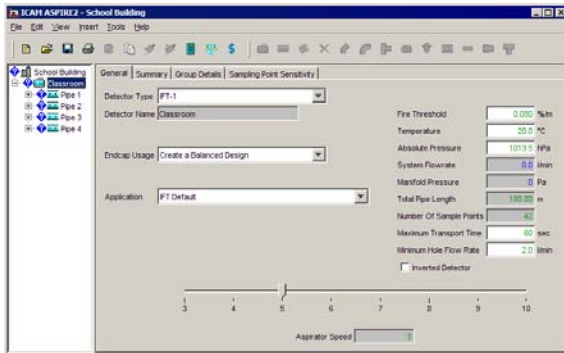 ICAM ASPIRE2 - School Building
File Edit View Insert Tools Help
School Building
Classroom
Pipe 1
Pipe 2
Pipe 3
Pipe 4
General Summary Group Details Sampling Point Sensitivity
Detector Type IFT-1
Detector Name Classroom
Endcap Usage Create a Balanced Design
Application IFT Default
Fire Threshold 0.080 %/m
Temperature 20.0 °C
Absolute Pressure 1013.5 hPa
System Flowrate 0.0 l/min
Manifold Pressure 0 Pa
Total Pipe Length m
Number Of Sample Points 42
Maximum Transport Time 60 sec
Minimum Hole Flow Rate 2.0 l/min
Inverted Detector
3 4 5 6 7 8 9 10
Aspirator Speed 5